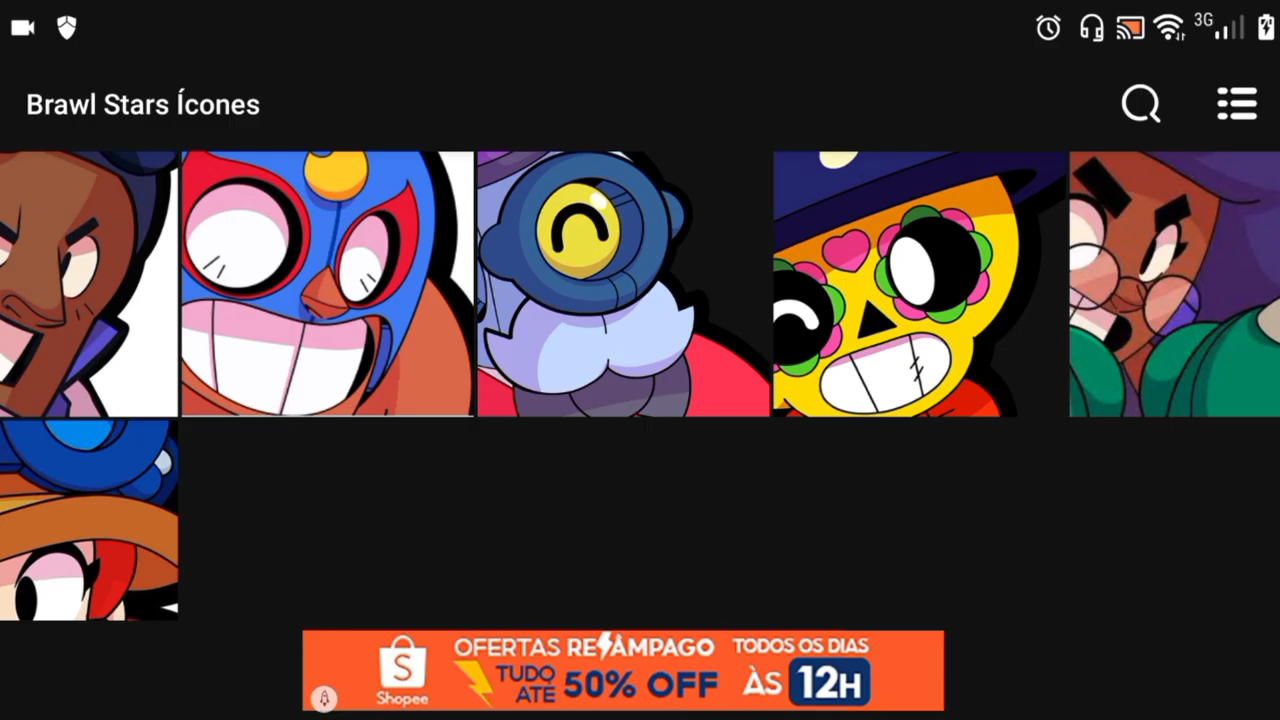 3G
Brawl Stars Ícones
OFERTAS RELÂMPAGO
TUDO
ATÉ
50% OFF
TODOS OS DIAS
ÀS 12H
S
Shopee